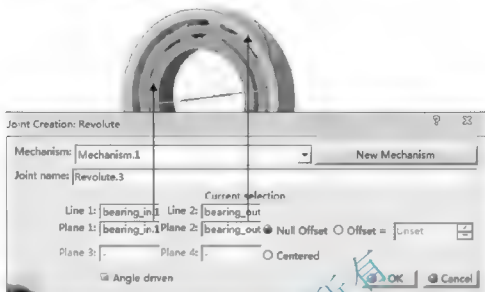 Joint Creation: Revolute
Mechanism: Mechanism.1 New Mechanism
Joint name: Revolute.3
Current selection
Line 1: bearing_in.1 Line 2: bearing_out
Plane 1: bearing_in.1 Plane 2: bearing_out Null Offset Offset = Unset
Plane 3: - Plane 4: - Centered
Angle driven
OK Cancel